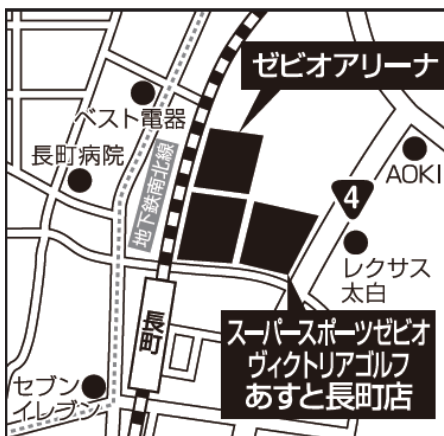 ゼビオアリーナ
ベスト電器
長町病院
地下鉄南北線
AOKI
4
レクサス
太白
長町
スーパースポーツゼビオ
ヴィクトリアゴルフ
あすと長町店
セブン
イレブン